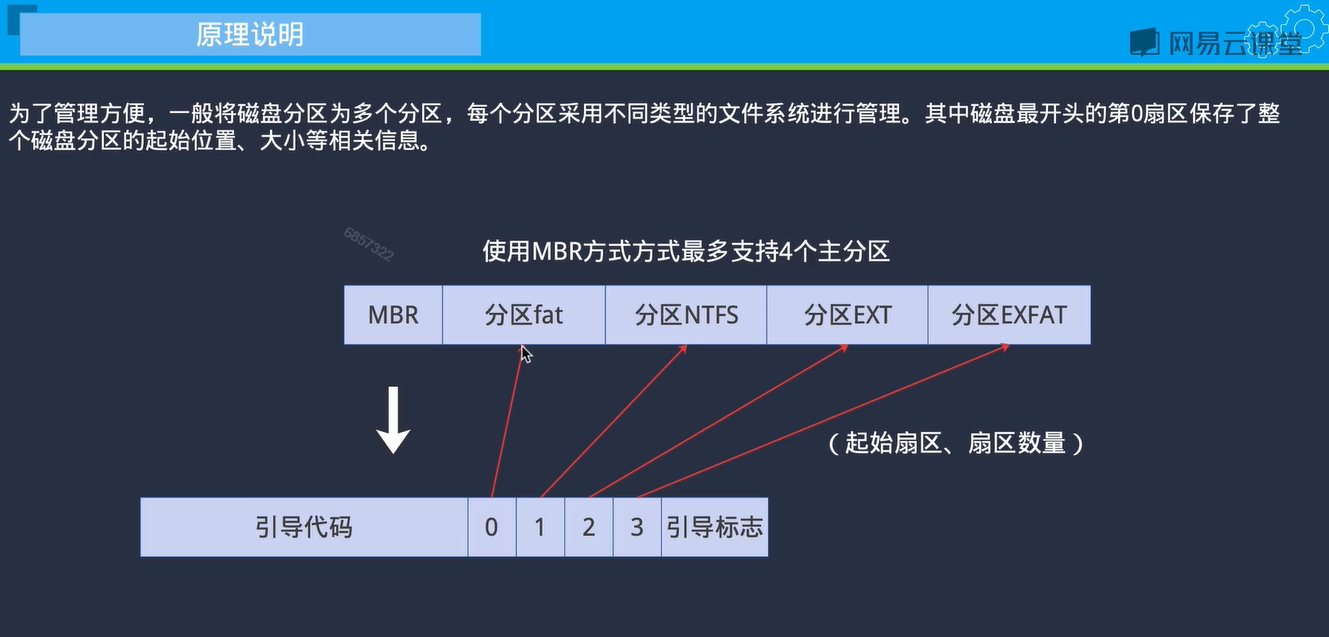 原理说明
网易云课堂
为了管理方便，一般将磁盘分区为多个分区，每个分区采用不同类型的文件系统进行管理。其中磁盘最开头的第0扇区保存了整
个磁盘分区的起始位置、大小等相关信息。
6857322
使用MBR方式方式最多支持4个主分区
MBR 分区fat 分区NTFS 分区EXT 分区EXFAT
（起始扇区、扇区数量）
引导代码 0 1 2 3 引导标志